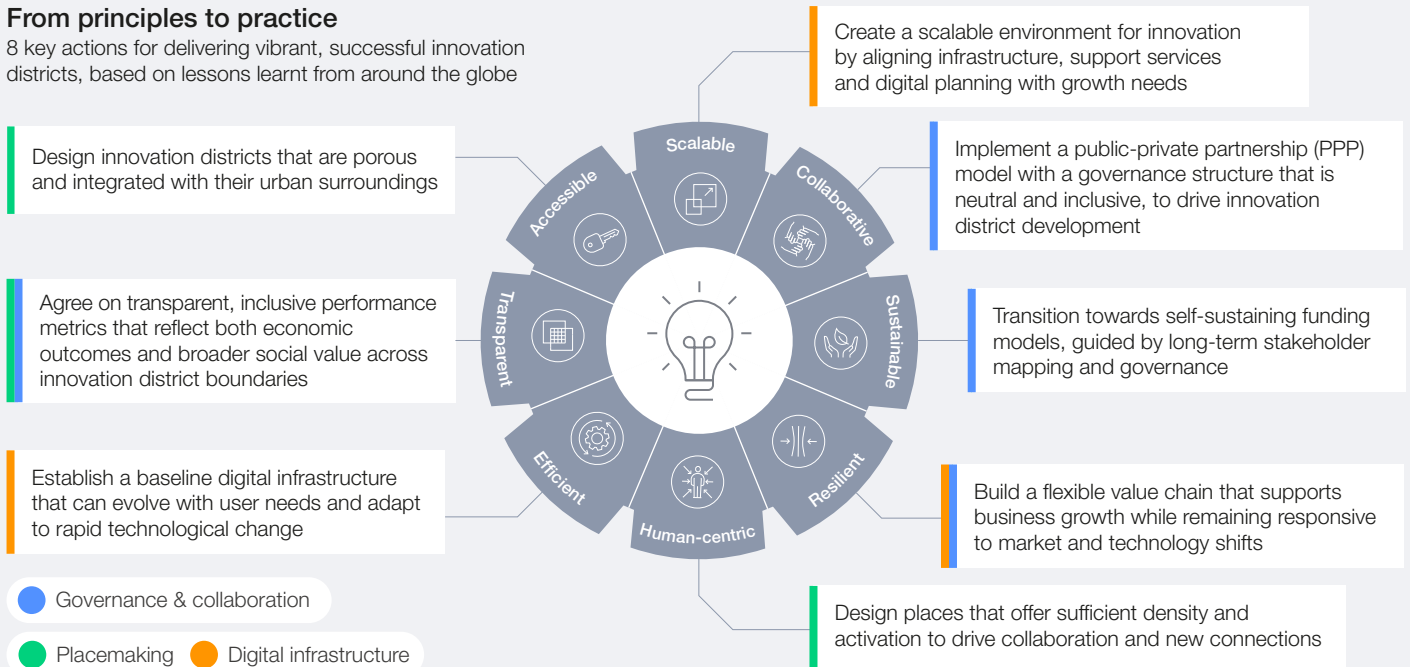 From principles to practice
8 key actions for delivering vibrant, successful innovation
districts, based on lessons learnt from around the globe
Create a scalable environment for innovation
by aligning infrastructure, support services
and digital planning with growth needs
Implement a public-private partnership (PPP)
model with a governance structure that is
neutral and inclusive, to drive innovation
district development
Transition towards self-sustaining funding
models, guided by long-term stakeholder
mapping and governance
Build a flexible value chain that supports
business growth while remaining responsive
to market and technology shifts
Design places that offer sufficient density and
activation to drive collaboration and new connections
Establish a baseline digital infrastructure
that can evolve with user needs and adapt
to rapid technological change
Agree on transparent, inclusive performance
metrics that reflect both economic
outcomes and broader social value across
innovation district boundaries
Design innovation districts that are porous
and integrated with their urban surroundings
Scalable
Collaborative
Sustainable
Resilient
Human-centric
Efficient
Transparent
Accessible
Governance & collaboration
Placemaking
Digital infrastructure